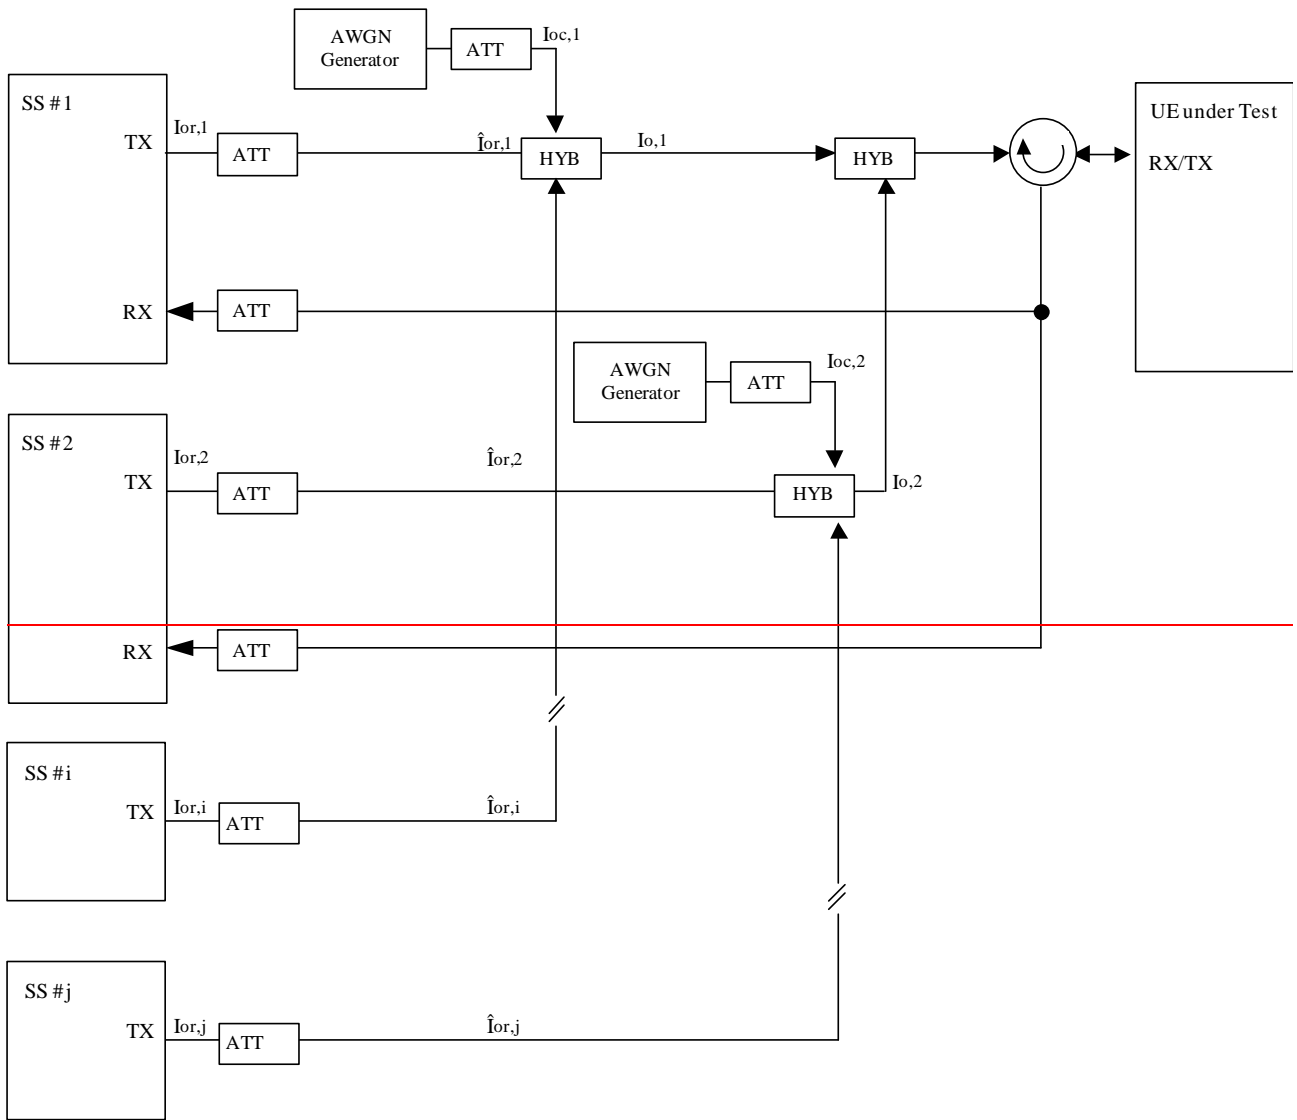 AWGN
Generator
ATT
Ioc,1
SS #1
TX
Ior,1
ATT
Îor,1
HYB
Io,1
HYB
UE under Test
RX/TX
RX
ATT
AWGN
Generator
ATT
Ioc,2
SS #2
TX
Ior,2
ATT
Îor,2
HYB
Io,2
RX
ATT
SS #i
TX
Ior,i
ATT
Îor,i
SS #j
TX
Ior,j
ATT
Îor,j